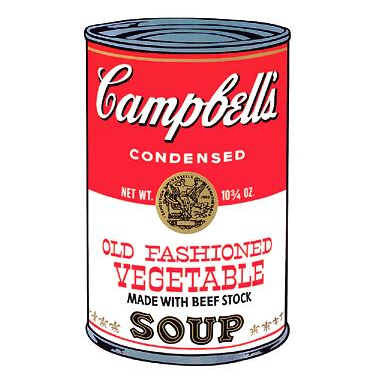 Campbell's
CONDENSED
NET WT. 10¾ OZ.
OLD FASHIONED
VEGETABLE
MADE WITH BEEF STOCK
SOUP